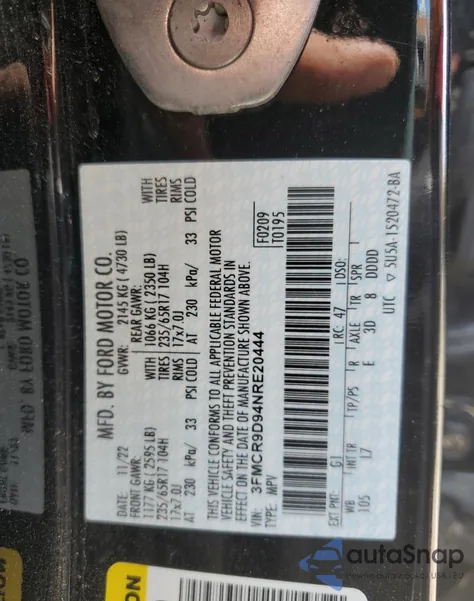 MFD. BY FORD MOTOR CO.
DATE: 11/22 GVWR: 2145 KG ( 4730 LB)
FRONT GAWR: REAR GAWR:
1177 KG ( 2595 LB) WITH 1066 KG ( 2350 LB) WITH
235/65R17 104H TIRES 235/65R17 104H TIRES
17x7.0J RIMS 17x7.0J RIMS
AT 230 kPa/ 33 PSI COLD AT 230 kPa/ 33 PSI COLD
THIS VEHICLE CONFORMS TO ALL APPLICABLE FEDERAL MOTOR
VEHICLE SAFETY AND THEFT PREVENTION STANDARDS IN
EFFECT ON THE DATE OF MANUFACTURE SHOWN ABOVE.
VIN: 3FMCR9D94NRE20444 F0209
TYPE: MPV T0195
EXT PNT: G1 RC: 47 DSO:
WB INT TR TP/PS R AXLE TR SPR
105 17 E 3D 8 DDDD
UTC ▽ 5U5A-1520472-BA
autoSnap